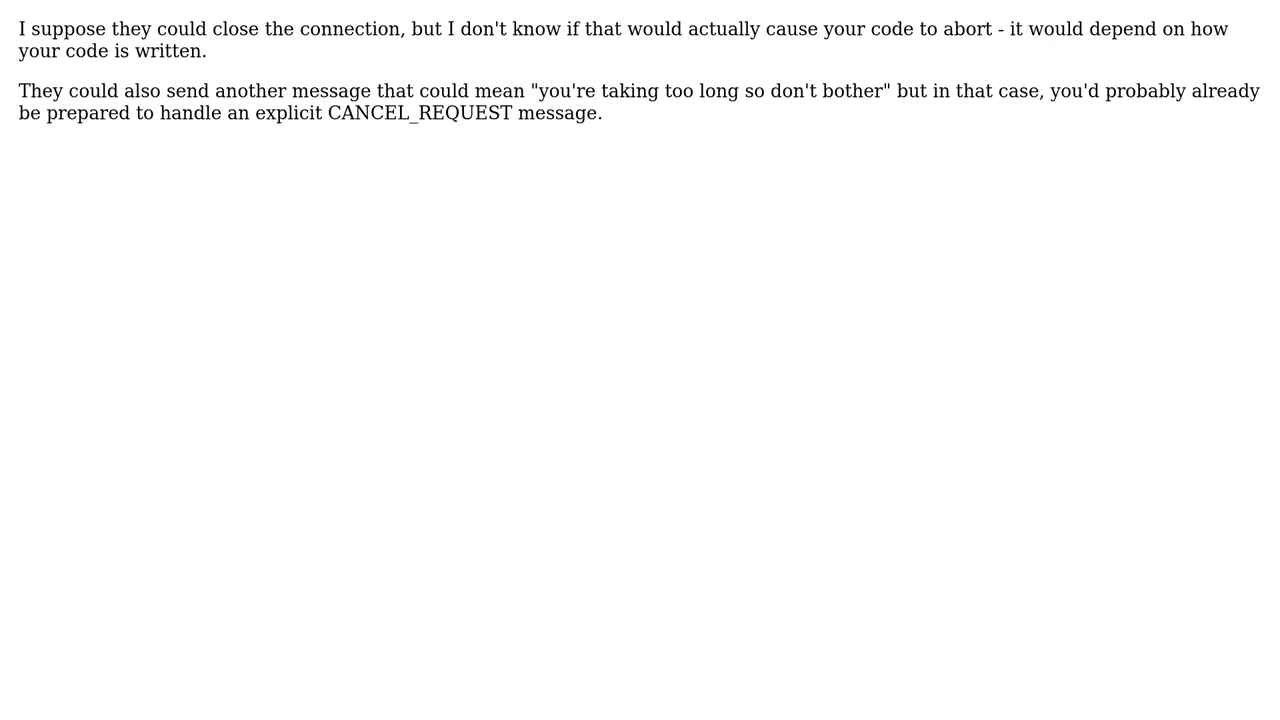 I suppose they could close the connection, but I don't know if that would actually cause your code to abort - it would depend on how
your code is written.
They could also send another message that could mean "you're taking too long so don't bother" but in that case, you'd probably already
be prepared to handle an explicit CANCEL_REQUEST message.